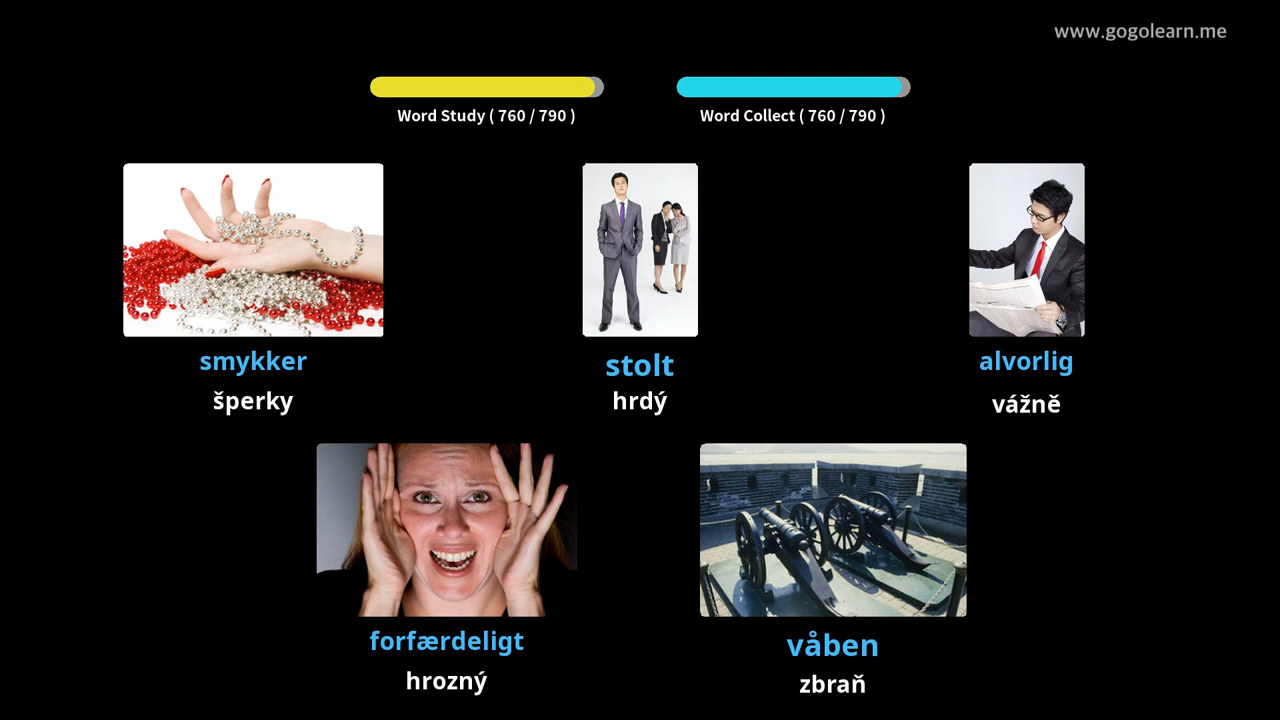 www.gogolearn.me
Word Study ( 760 / 790 )
Word Collect ( 760 / 790 )
smykker
šperky
stolt
hrdý
alvorlig
vážně
forfærdeligt
hrozný
våben
zbraň